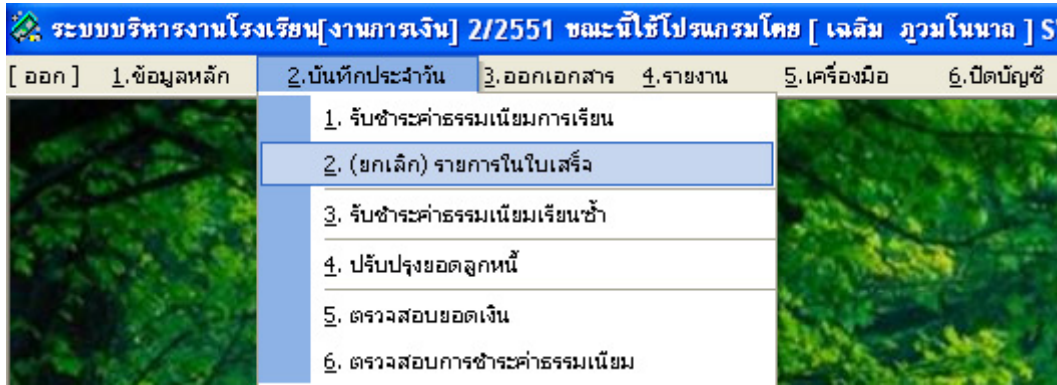 ระบบบริหารงานโรงเรียน[งานการเงิน] 2/2551 ขณะนี้ใช้โปรแกรมโดย [ เฉลิม ภูวมโนนาถ ] S
[ ออก ] 1.ข้อมูลหลัก 2.บันทึกประจำวัน 3.ออกเอกสาร 4.รายงาน 5.เครื่องมือ 6.ปิดบัญชี
1. รับชำระค่าธรรมเนียมการเรียน
2. (ยกเลิก) รายการในใบเสร็จ
3. รับชำระค่าธรรมเนียมเรียนซ้ำ
4. ปรับปรุงยอดลูกหนี้
5. ตรวจสอบยอดเงิน
6. ตรวจสอบการชำระค่าธรรมเนียม